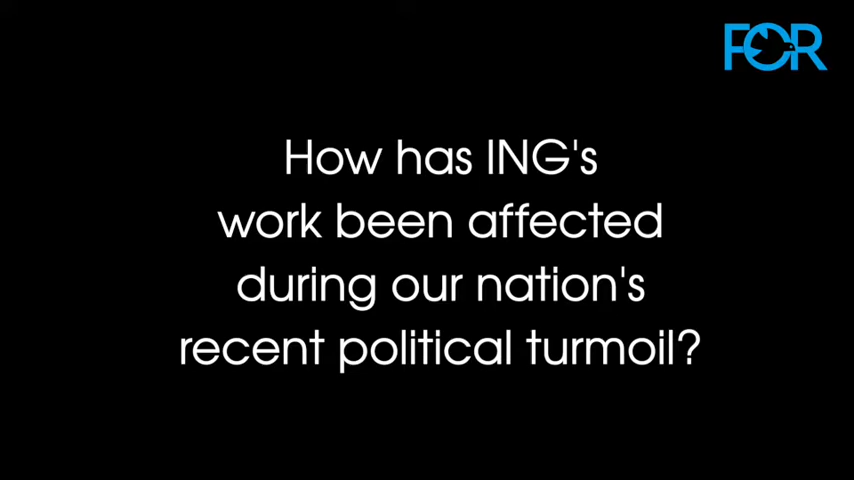 FOR
How has ING's
work been affected
during our nation's
recent political turmoil?